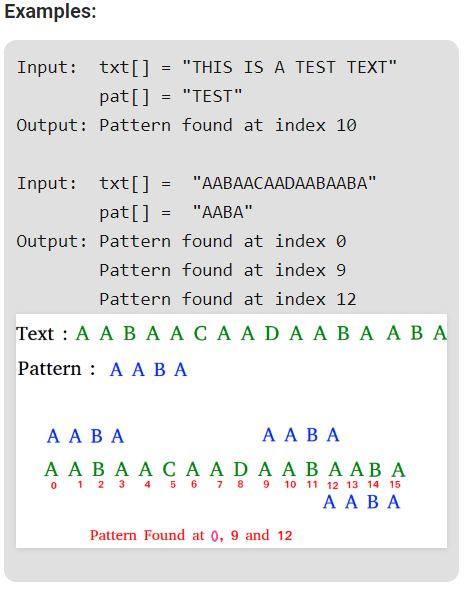 Examples:
Input:  txt[] = "THIS IS A TEST TEXT"
        pat[] = "TEST"
Output: Pattern found at index 10
Input:  txt[] =  "AABAACAADAABAABA"
        pat[] =  "AABA"
Output: Pattern found at index 0
        Pattern found at index 9
        Pattern found at index 12
Text : A A B A A C A A D A A B A A B A
Pattern : A A B A
A A B A A A B A
A A B A A C A A D A A B A A B A
0 1 2 3 4 5 6 7 8 9 10 11 12 13 14 15
A A B A
Pattern Found at 0, 9 and 12